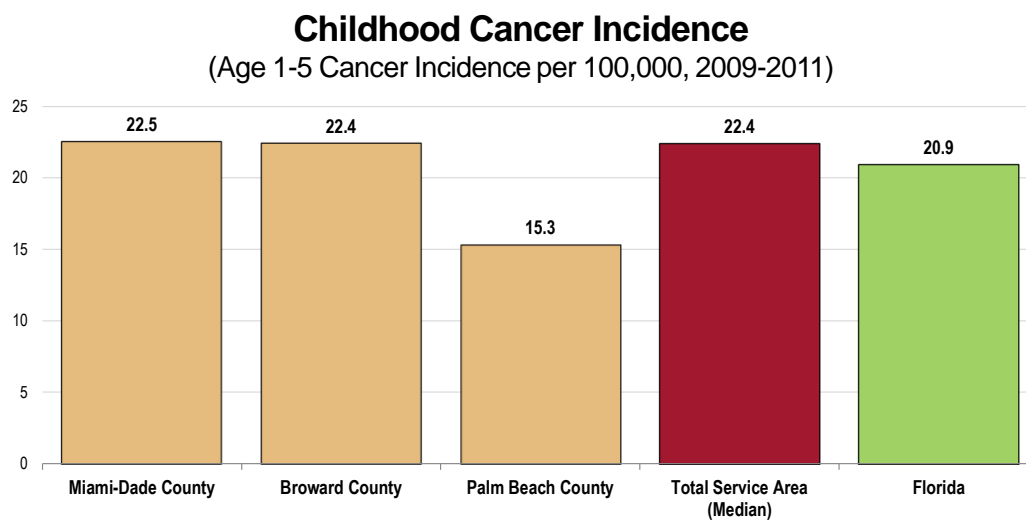 Childhood Cancer Incidence
(Age 1-5 Cancer Incidence per 100,000, 2009-2011)
25
20
15
10
5
0
22.5
22.4
15.3
22.4
20.9
Miami-Dade County
Broward County
Palm Beach County
Total Service Area
(Median)
Florida